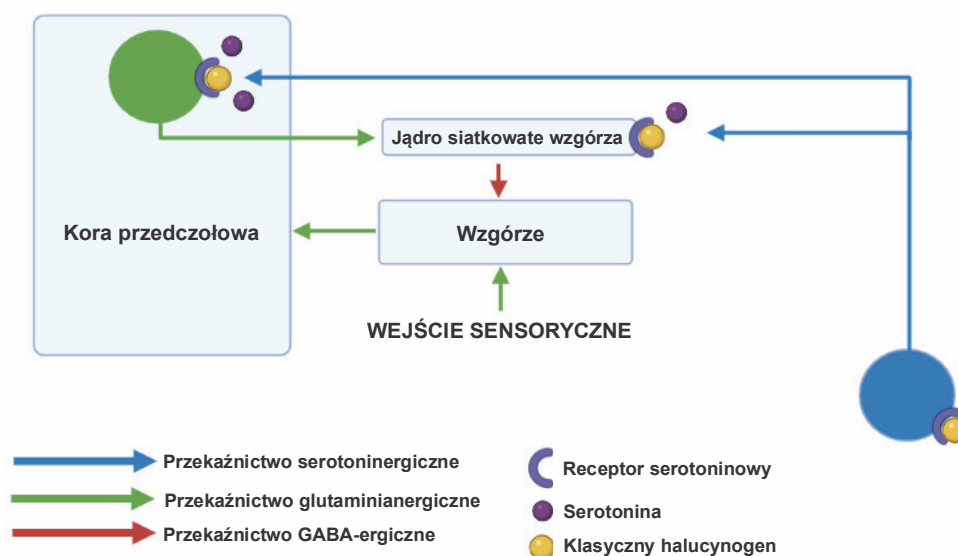 Jądro siatkowate wzgórza
Kora przedczołowa
Wzgórze
WEJŚCIE SENSORYCZNE
Przekaźnictwo serotoninergiczne
Przekaźnictwo glutaminianergiczne
Przekaźnictwo GABA-ergiczne
Receptor serotoninowy
Serotonina
Klasyczny halucynogen